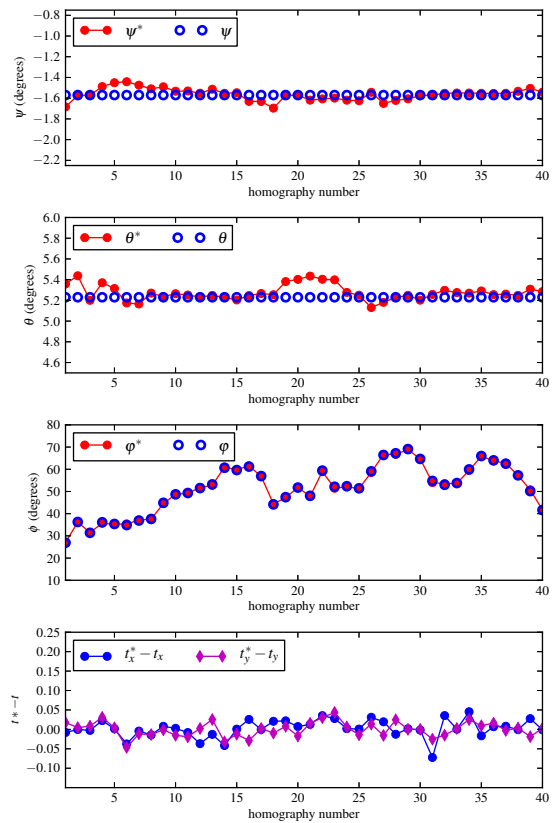 −0.8
−1.0
−1.2
−1.4
−1.6
−1.8
−2.0
−2.2
ψ (degrees)
ψ* ψ
5 10 15 20 25 30 35 40
homography number
6.0
5.8
5.6
5.4
5.2
5.0
4.8
4.6
θ (degrees)
θ* θ
5 10 15 20 25 30 35 40
homography number
80
70
60
50
40
30
20
10
ϕ (degrees)
φ* φ
5 10 15 20 25 30 35 40
homography number
0.25
0.20
0.15
0.10
0.05
0.00
−0.05
−0.10
t* − t
t*ₓ − tₓ t*_y − t_y
5 10 15 20 25 30 35 40
homography number